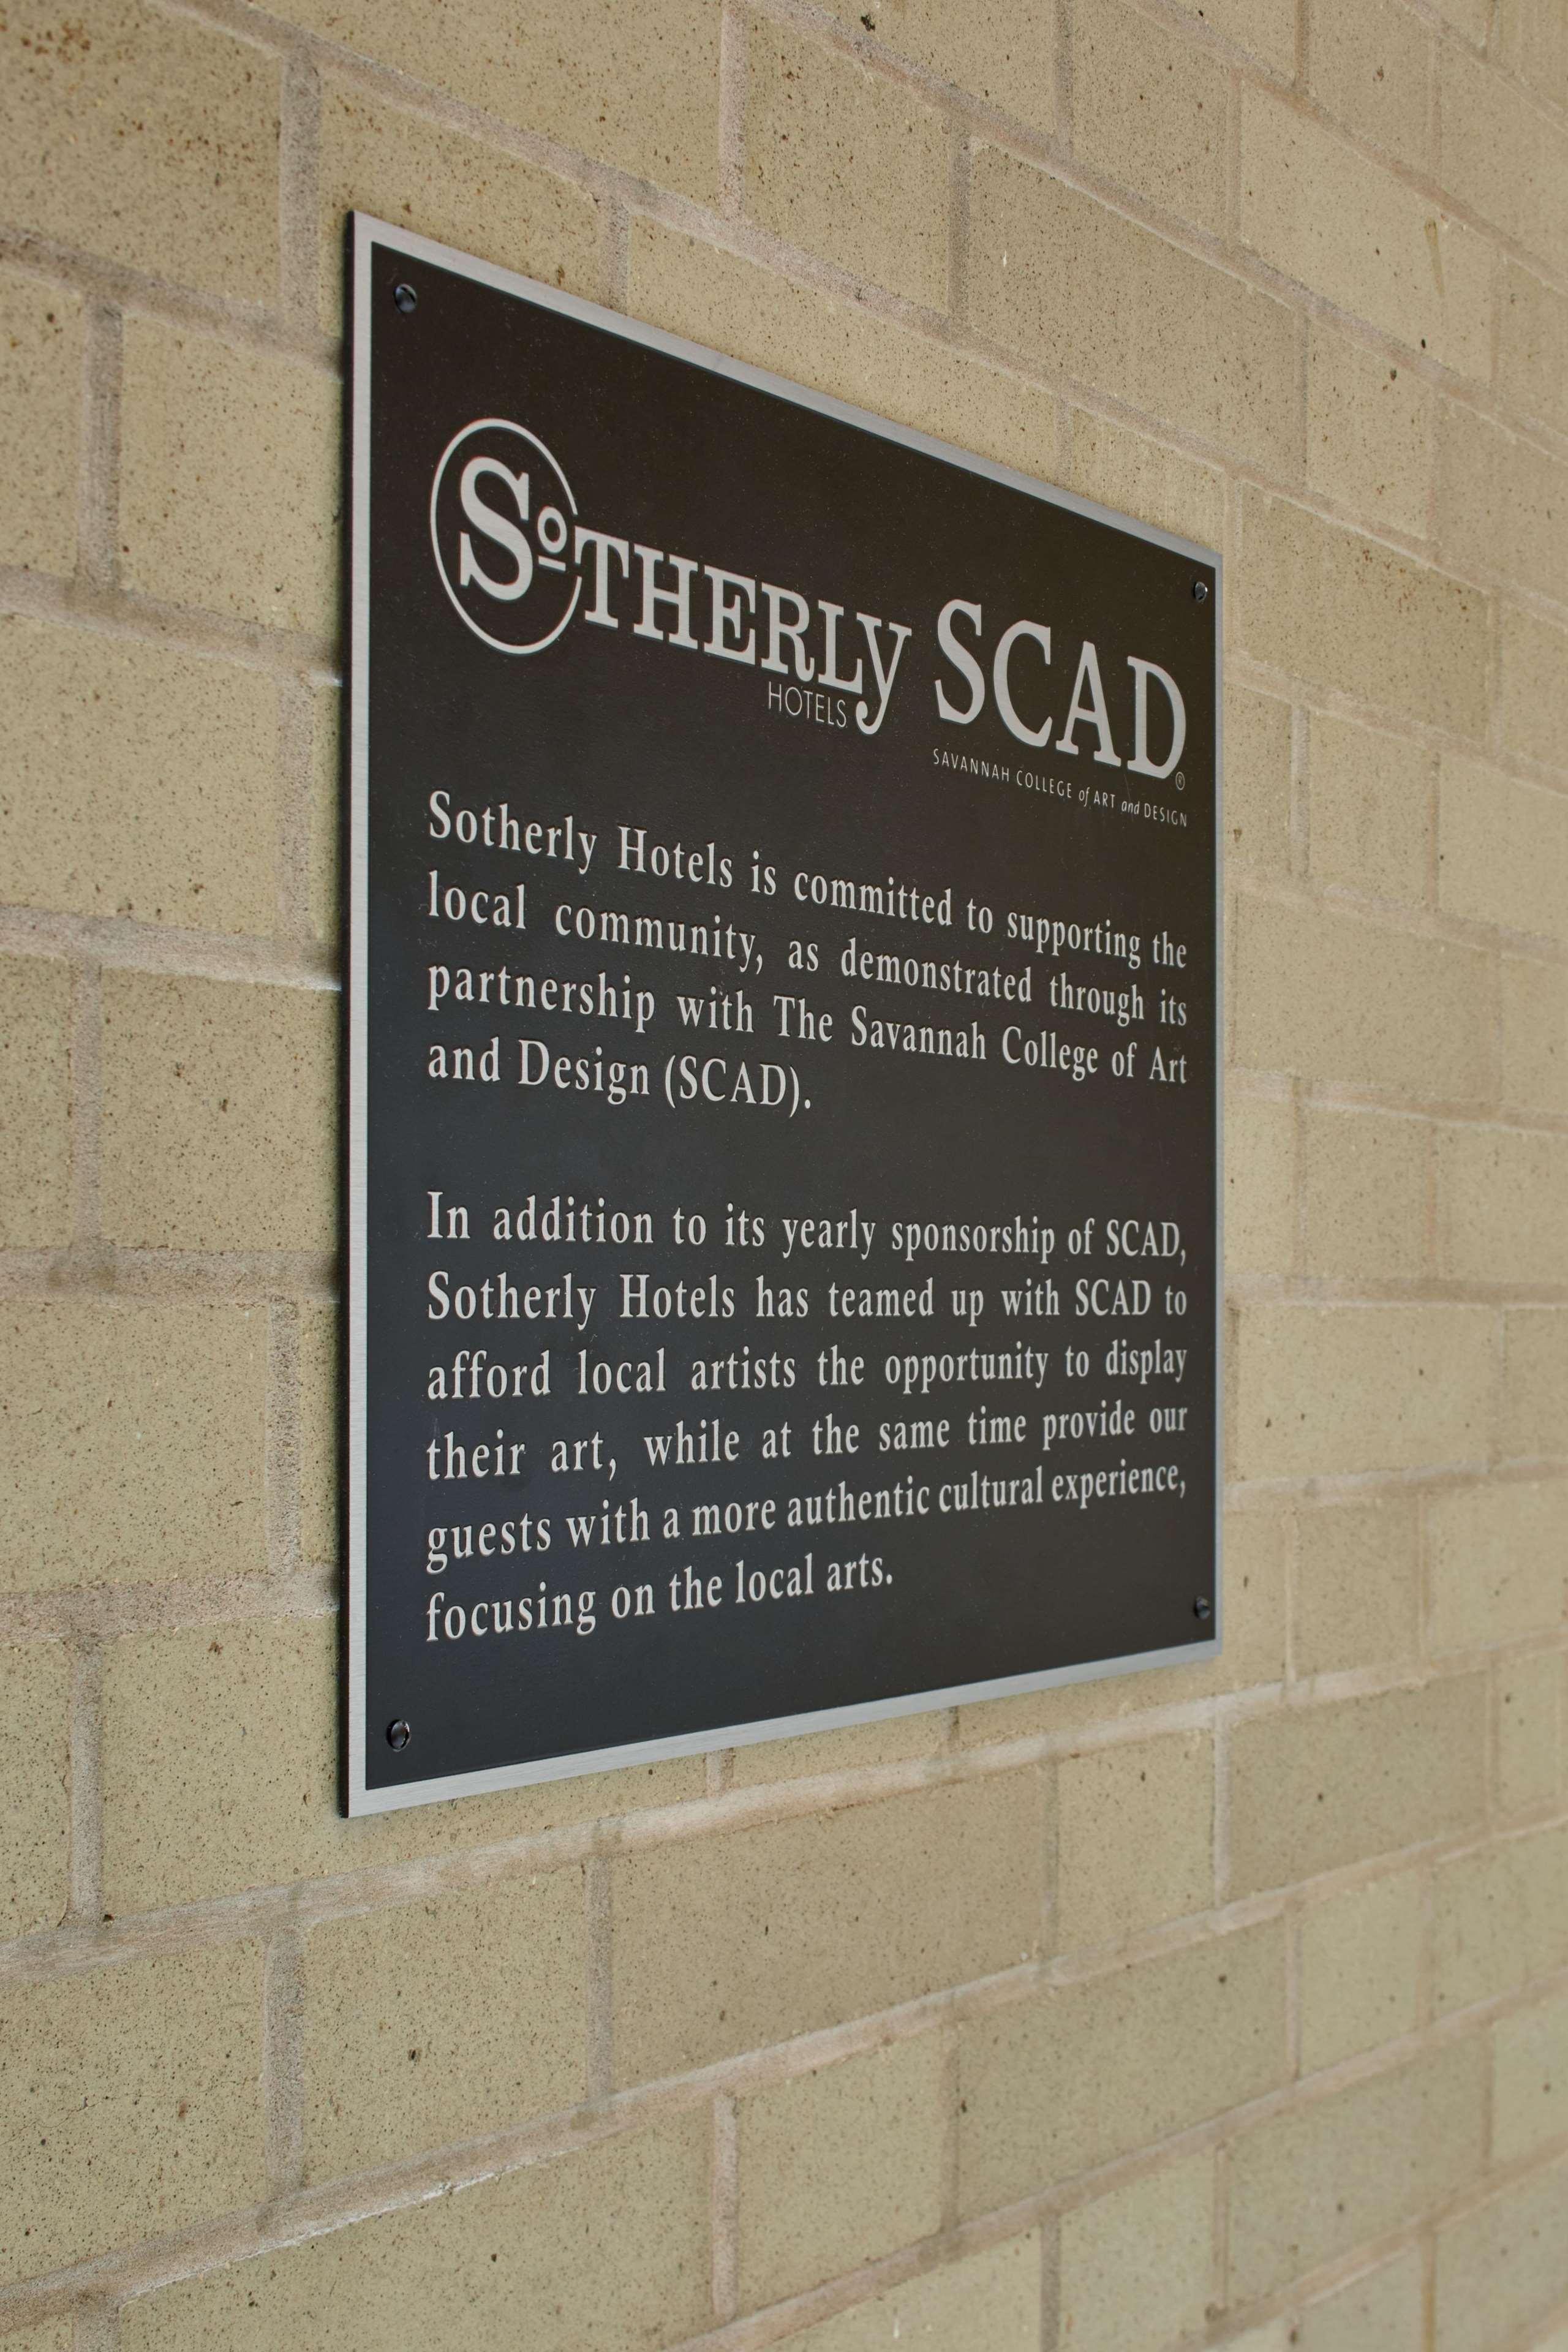 SOTHERLY SCAD®
HOTELS
SAVANNAH COLLEGE of ART and DESIGN
Sotherly Hotels is committed to supporting the
local community, as demonstrated through its
partnership with The Savannah College of Art
and Design (SCAD).
In addition to its yearly sponsorship of SCAD,
Sotherly Hotels has teamed up with SCAD to
afford local artists the opportunity to display
their art, while at the same time provide our
guests with a more authentic cultural experience,
focusing on the local arts.